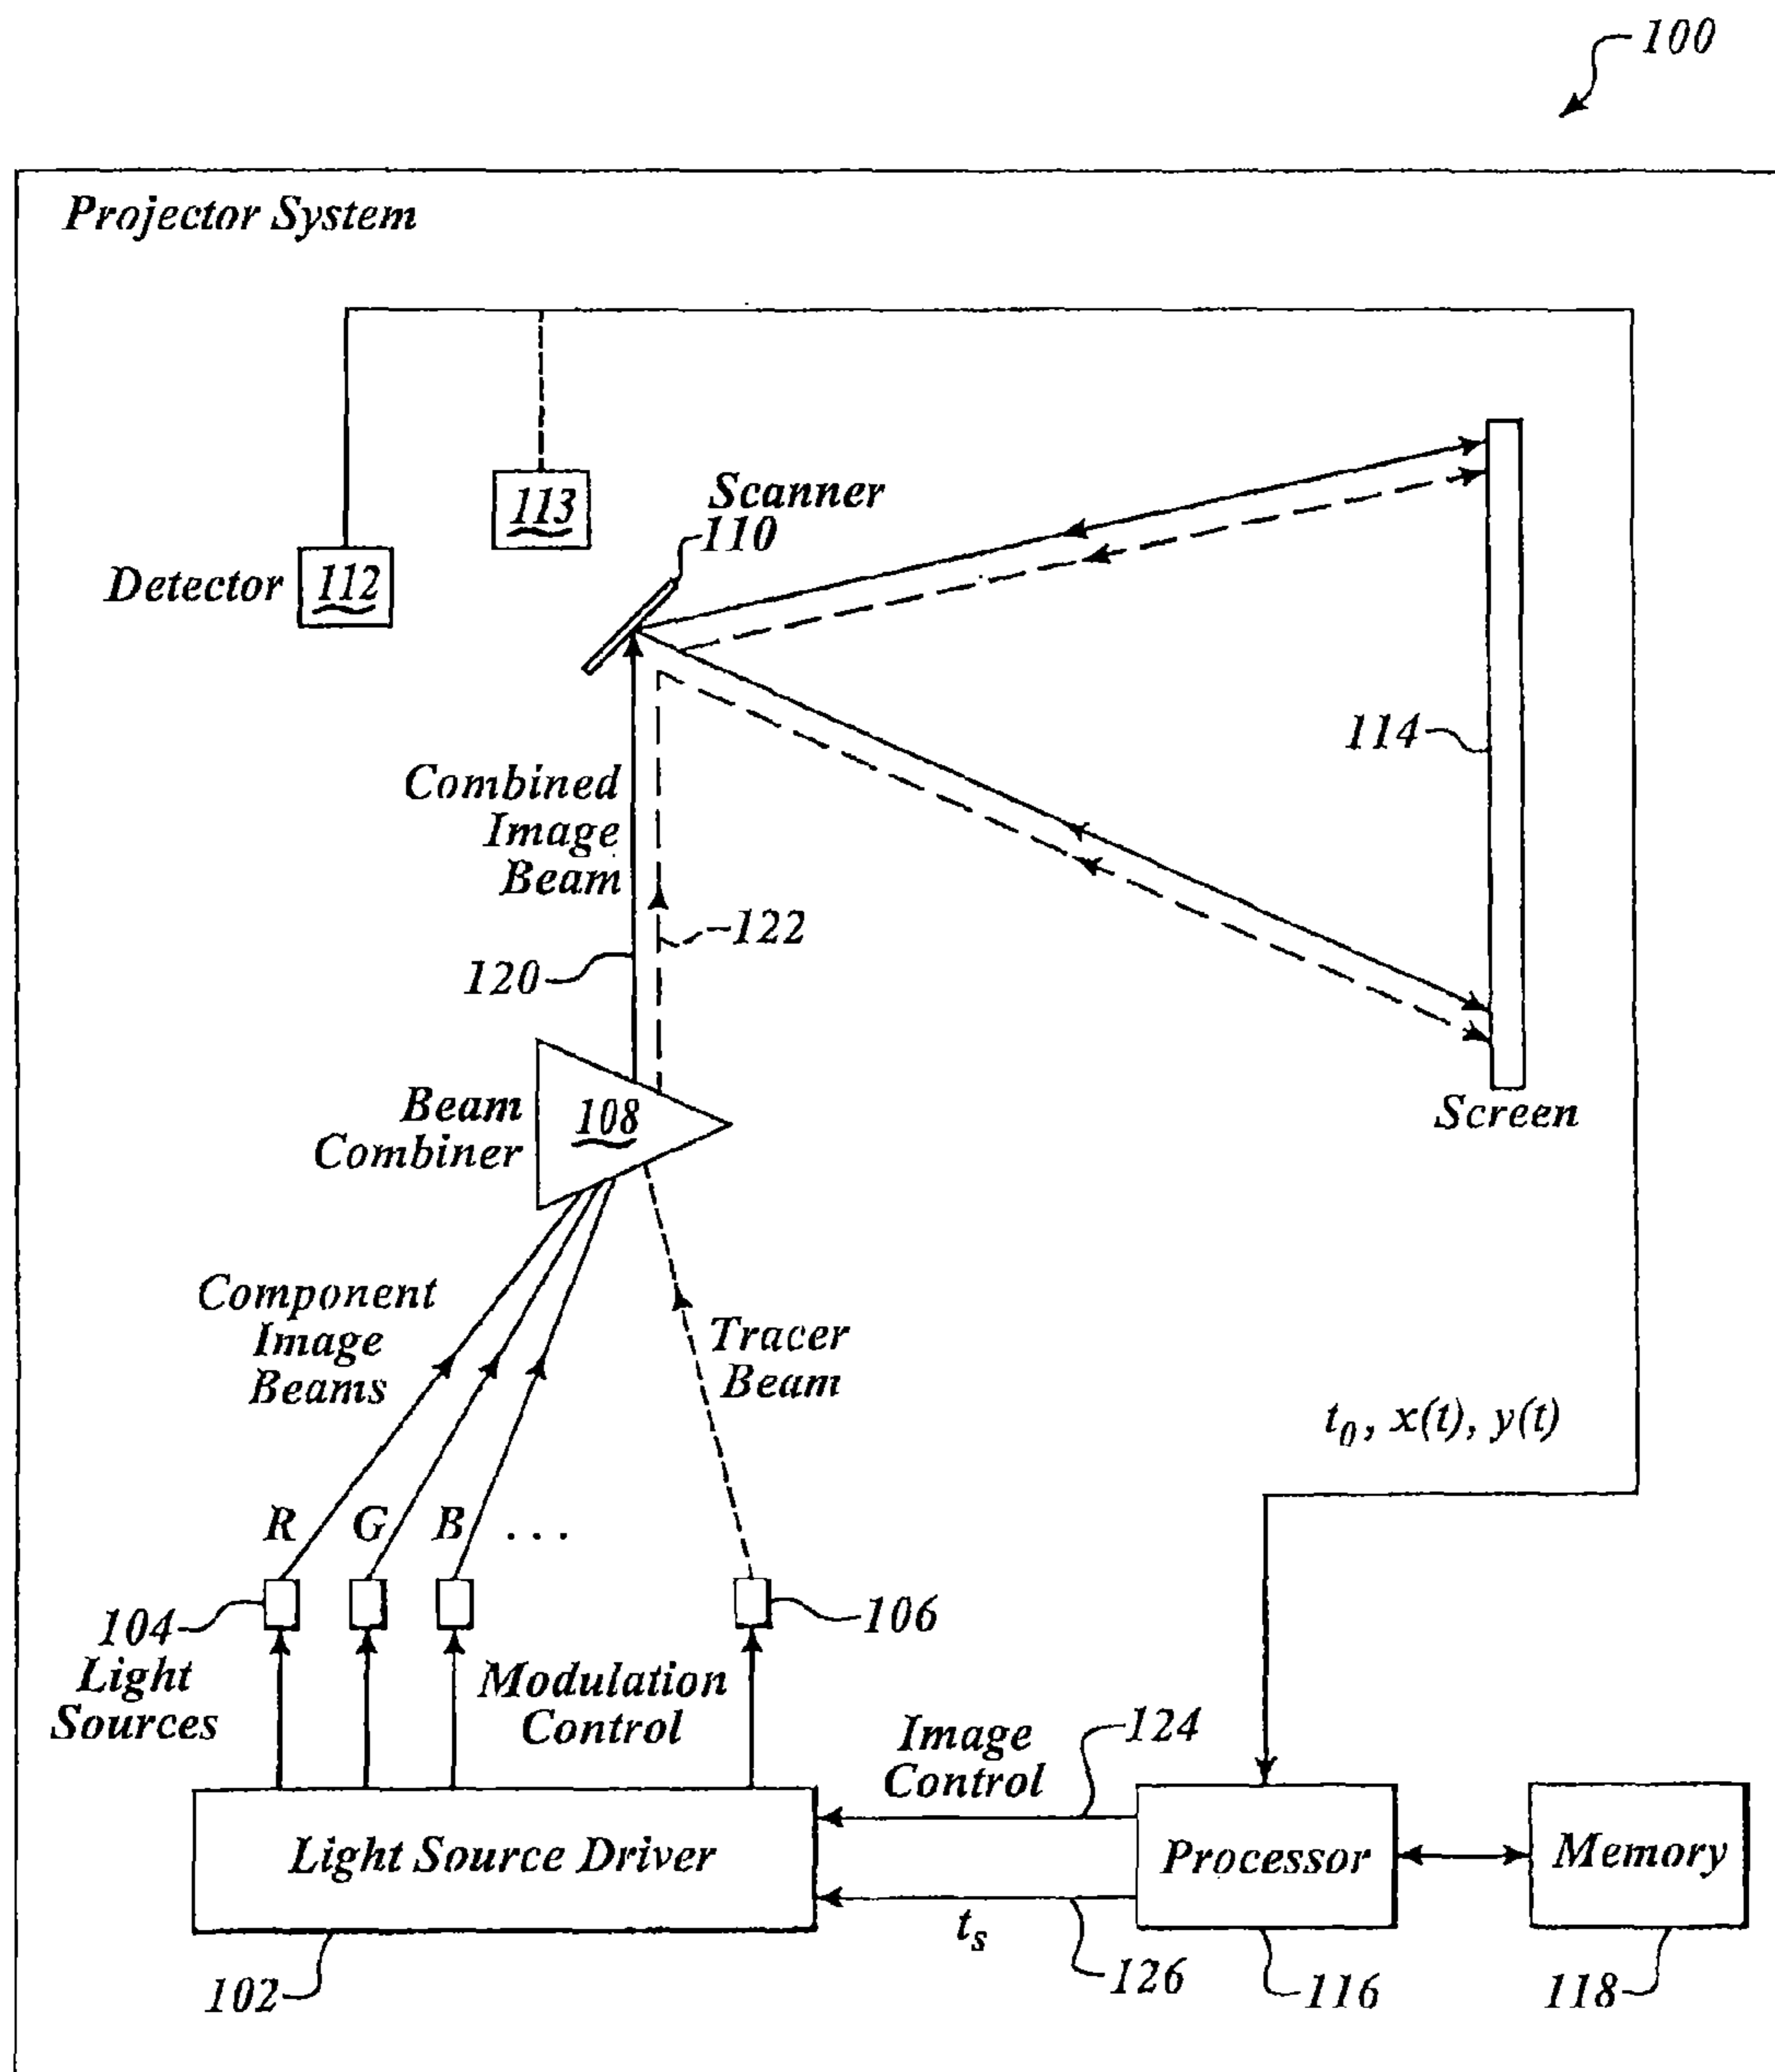 100
Projector System
113
Scanner
110
Detector
112
114
Combined
Image
Beam
122
120
Beam
Combiner
108
Screen
Component
Image
Beams
Tracer
Beam
t0, x(t), y(t)
R G B ...
104
Light
Sources
106
Modulation
Control
Image
Control
124
Light Source Driver
Processor
Memory
ts
102
126
116
118